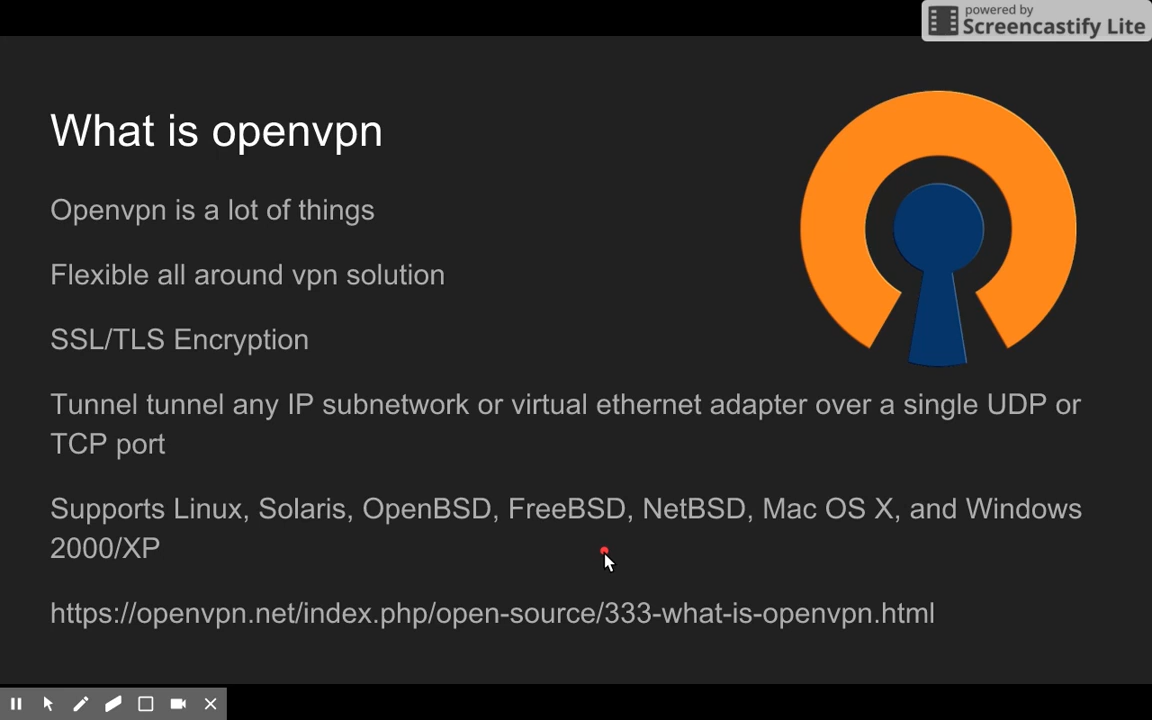 powered by
Screencastify Lite
What is openvpn
Openvpn is a lot of things
Flexible all around vpn solution
SSL/TLS Encryption
Tunnel tunnel any IP subnetwork or virtual ethernet adapter over a single UDP or
TCP port
Supports Linux, Solaris, OpenBSD, FreeBSD, NetBSD, Mac OS X, and Windows
2000/XP
https://openvpn.net/index.php/open-source/333-what-is-openvpn.html